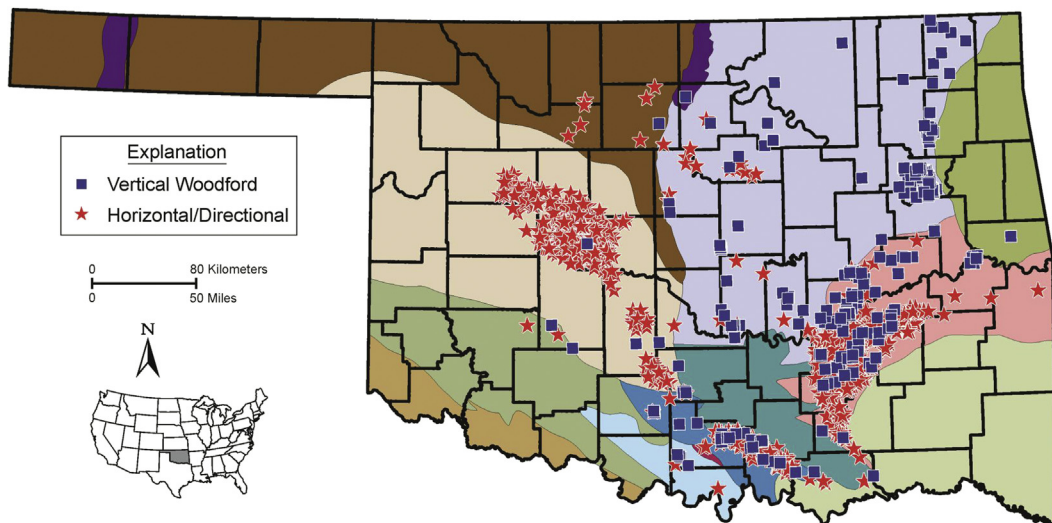 Explanation
Vertical Woodford
Horizontal/Directional
0 80 Kilometers
0 50 Miles
N